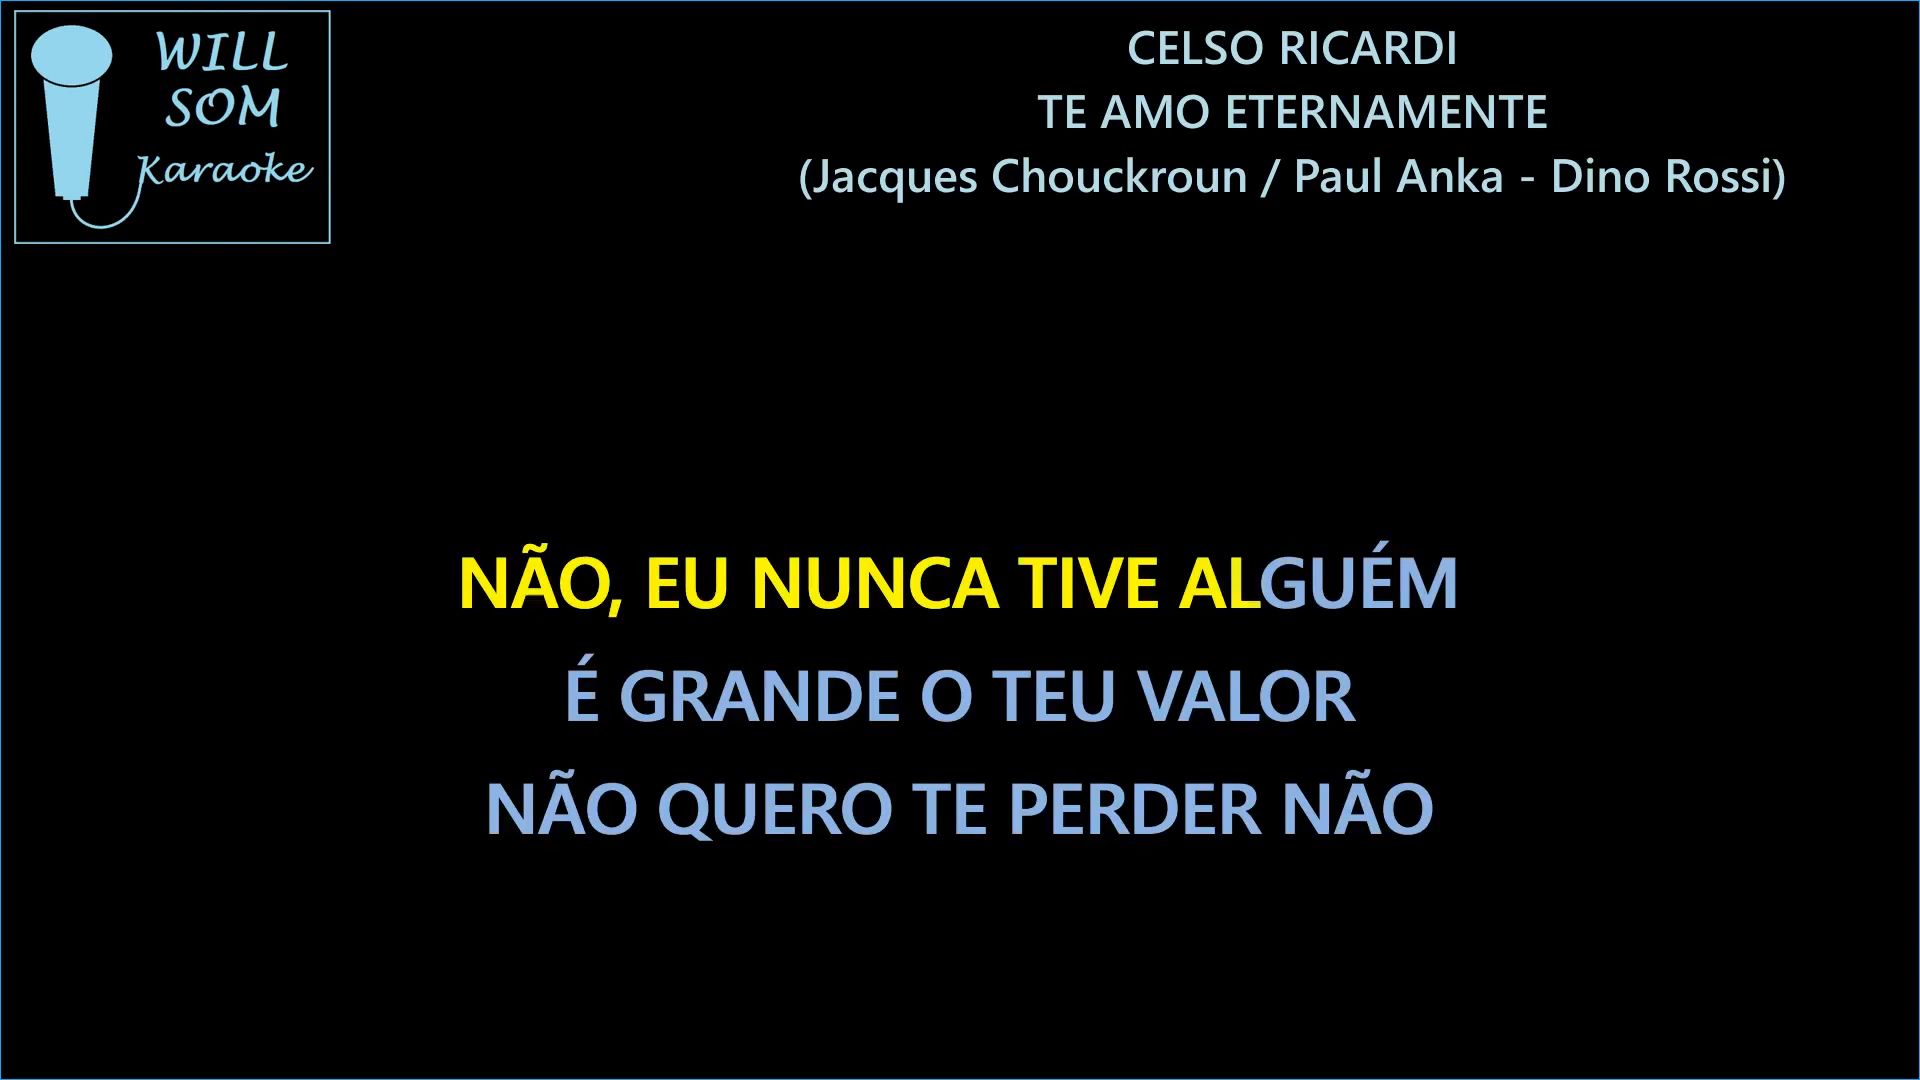 WILL
SOM
Karaoke
CELSO RICARDI
TE AMO ETERNAMENTE
(Jacques Chouckroun / Paul Anka - Dino Rossi)
NÃO, EU NUNCA TIVE ALGUÉM
É GRANDE O TEU VALOR
NÃO QUERO TE PERDER NÃO